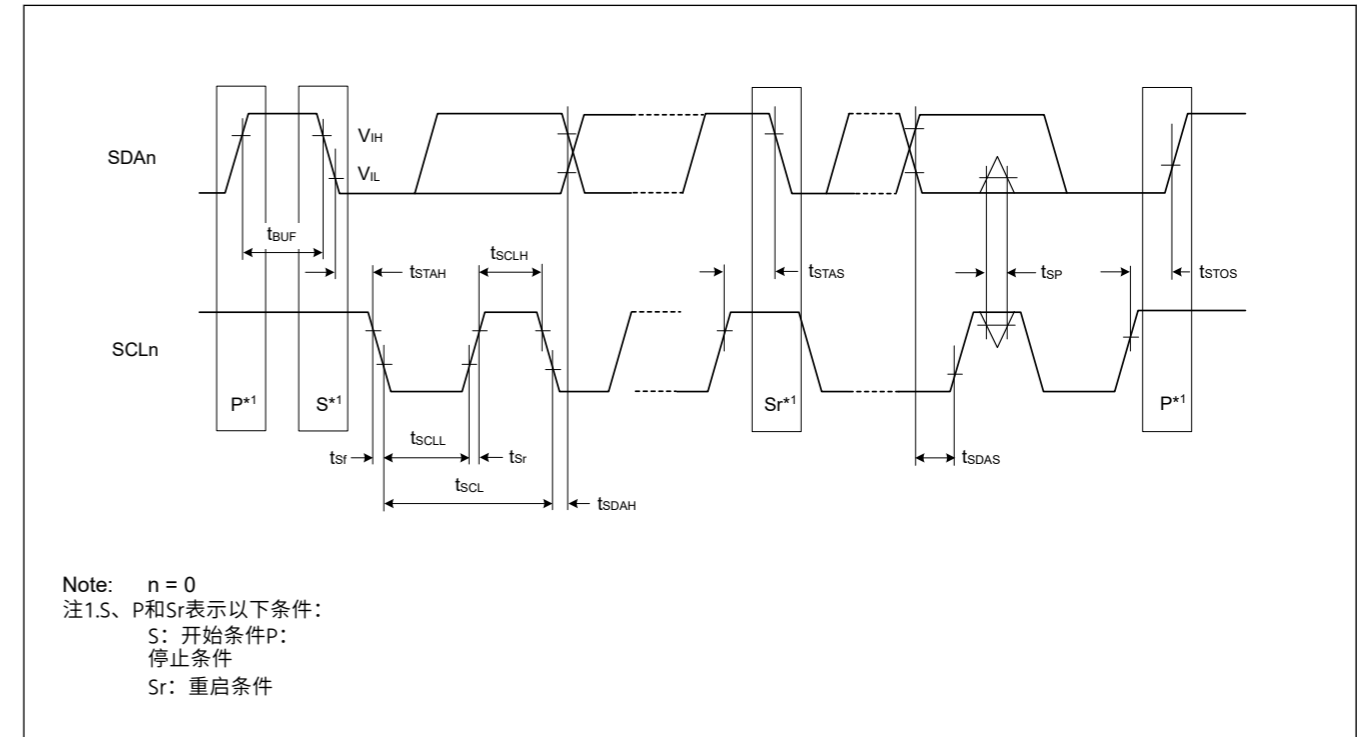 SDAn
VIH
VIL
tBUF
tSTAH
tSCLH
tSTAS
tSP
tSTOS
SCLn
P*1
S*1
Sr*1
P*1
tSf
tSCLL
tSr
tSCL
tSDAH
tSDAS
Note: n = 0
注1.S、P和Sr表示以下条件：
S：开始条件P：
停止条件
Sr：重启条件